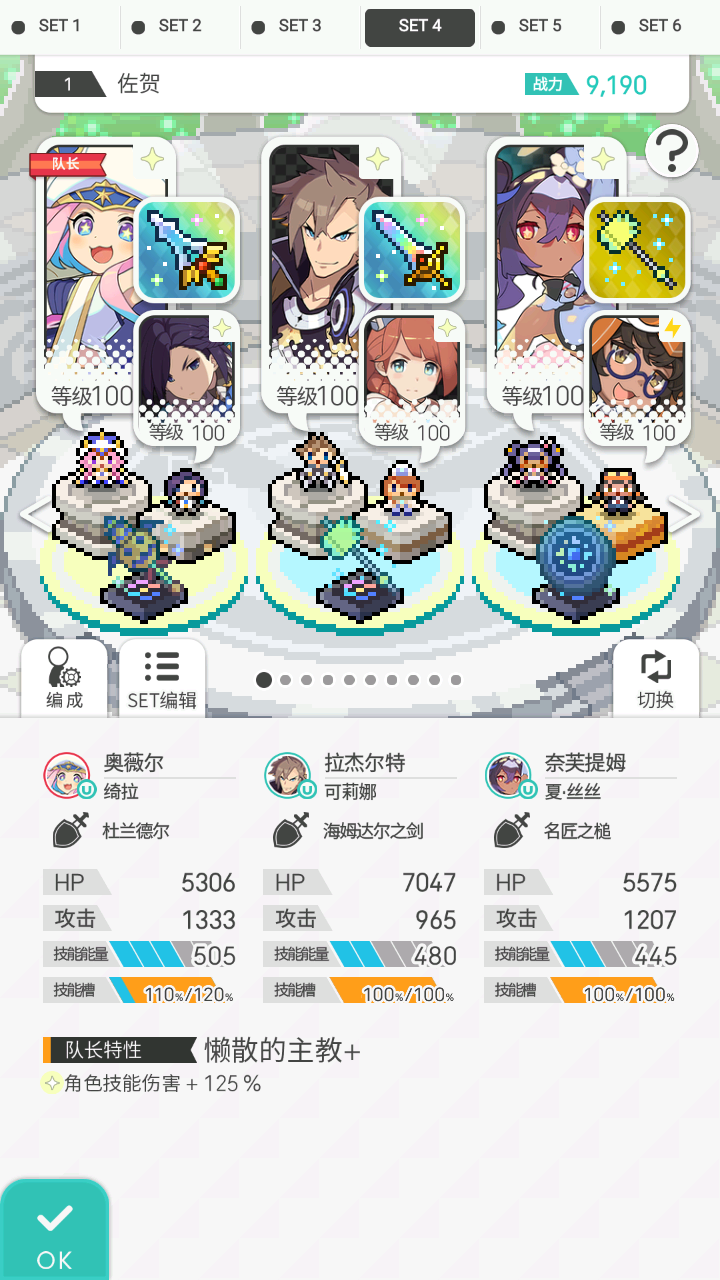 SET 1 SET 2 SET 3 SET 4 SET 5 SET 6
1 佐贺 战力 9,190
队长
?
等级100 等级100 等级100
等级 100 等级 100 等级 100
编成 SET编辑 切换
奥薇尔 拉杰尔特 奈芙提姆
U 绮拉 U 可莉娜 U 夏·丝丝
杜兰德尔 海姆达尔之剑 名匠之槌
HP 5306 HP 7047 HP 5575
攻击 1333 攻击 965 攻击 1207
技能能量 505 技能能量 480 技能能量 445
技能槽 110%/120% 技能槽 100%/100% 技能槽 100%/100%
队长特性 懒散的主教+
角色技能伤害 + 125 %
OK